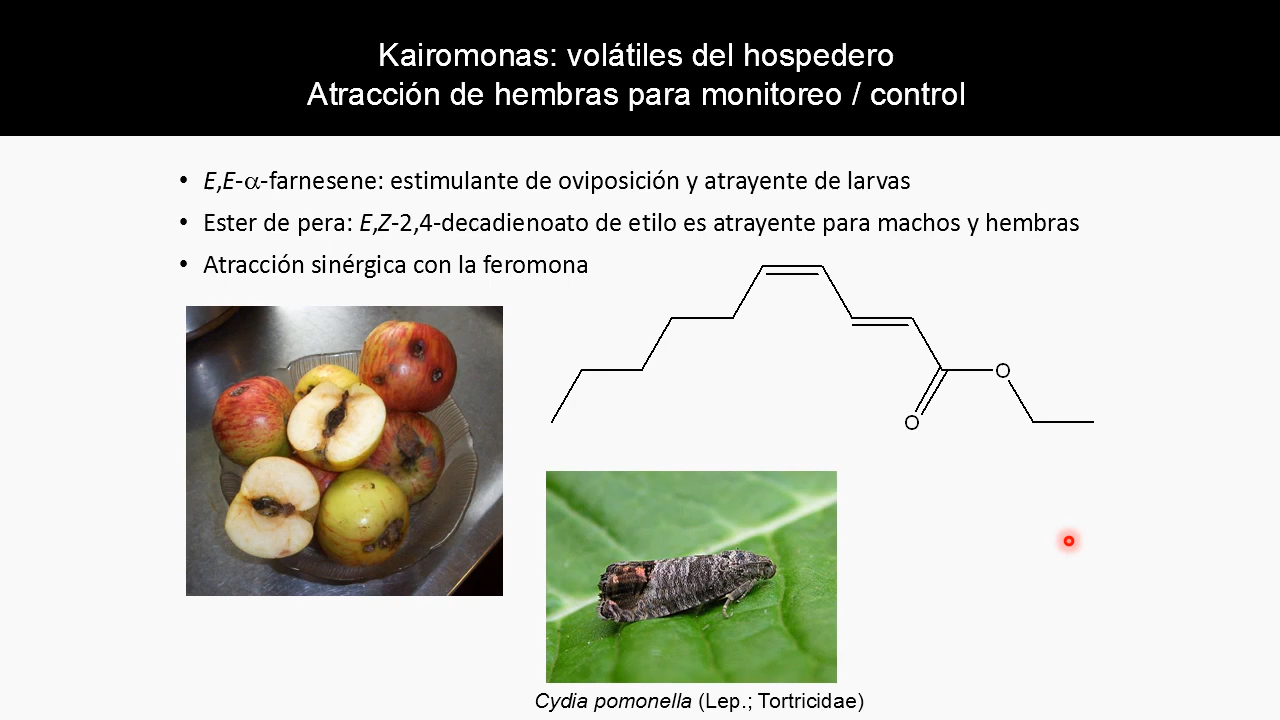 Kairomonas: volátiles del hospedero
Atracción de hembras para monitoreo / control
• E,E-α-farnesene: estimulante de oviposición y atrayente de larvas
• Ester de pera: E,Z-2,4-decadienoato de etilo es atrayente para machos y hembras
• Atracción sinérgica con la feromona
O
O
Cydia pomonella (Lep.; Tortricidae)